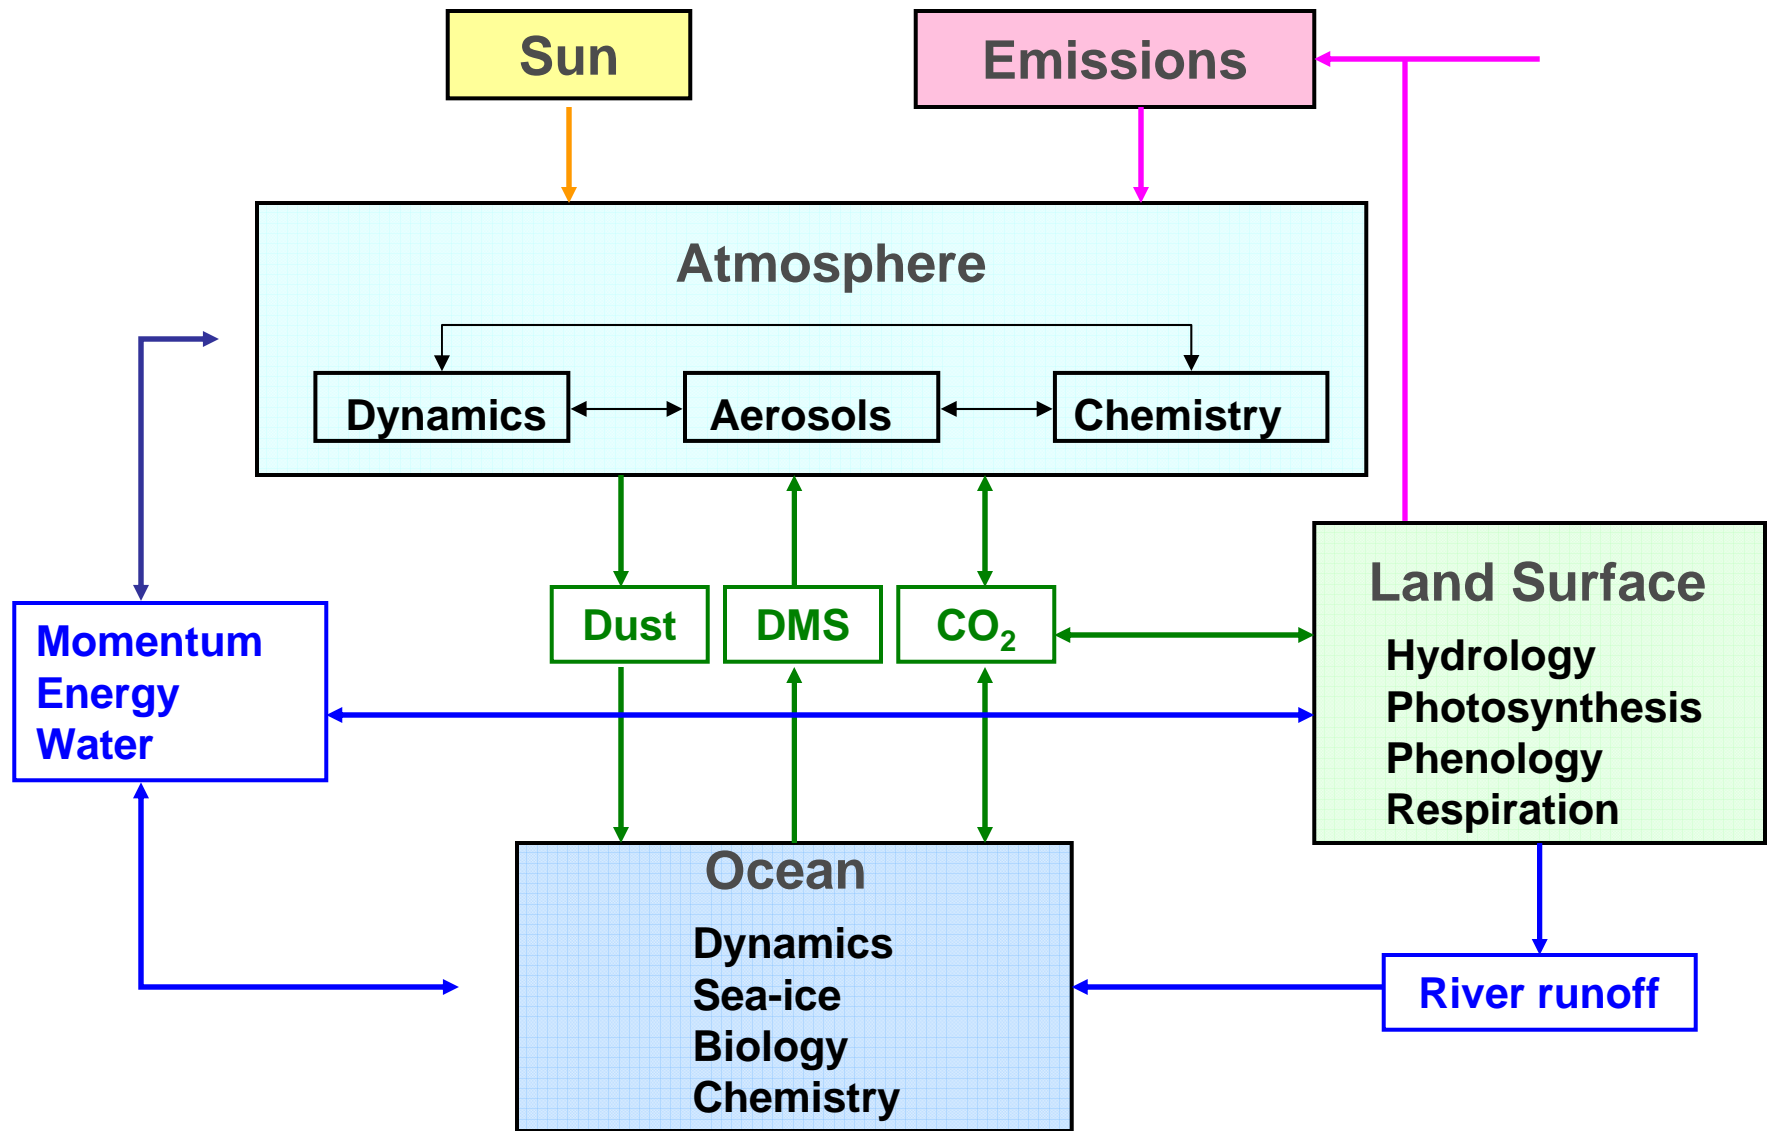 Sun
Emissions
Atmosphere
Dynamics
Aerosols
Chemistry
Momentum
Energy
Water
Dust
DMS
CO₂
Land Surface
Hydrology
Photosynthesis
Phenology
Respiration
Ocean
Dynamics
Sea-ice
Biology
Chemistry
River runoff